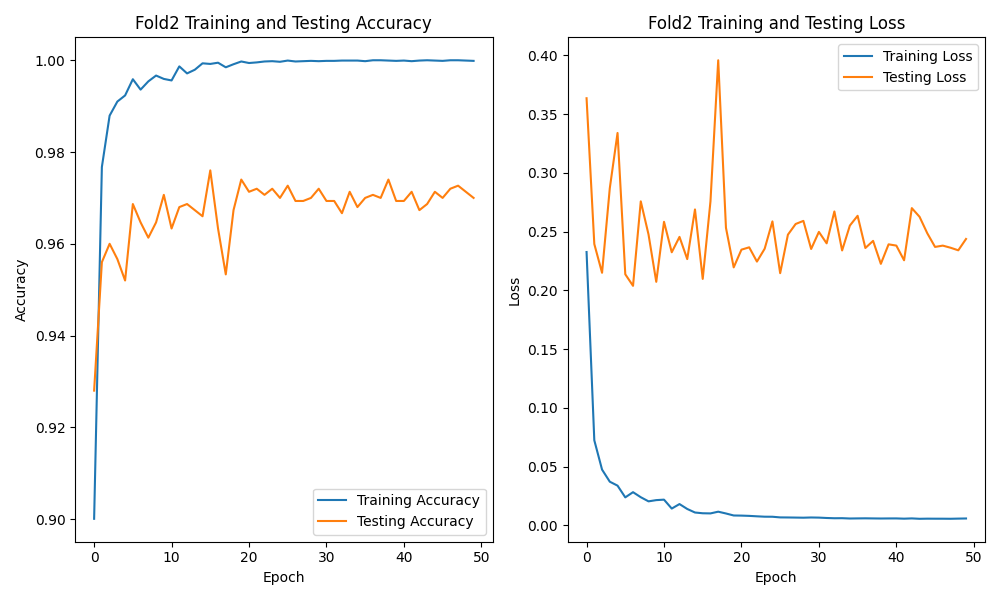 Fold2 Training and Testing Accuracy
1.00
0.98
0.96
0.94
0.92
0.90
Accuracy
0 10 20 30 40 50
Epoch
Training Accuracy
Testing Accuracy
Fold2 Training and Testing Loss
0.40
0.35
0.30
0.25
0.20
0.15
0.10
0.05
0.00
Loss
0 10 20 30 40 50
Epoch
Training Loss
Testing Loss